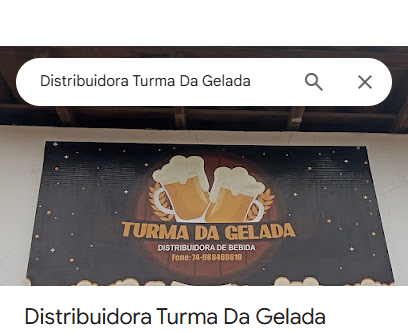 Distribuidora Turma Da Gelada
TURMA DA GELADA
DISTRIBUIDORA DE BEBIDA
Fone: 74-988468610
Distribuidora Turma Da Gelada